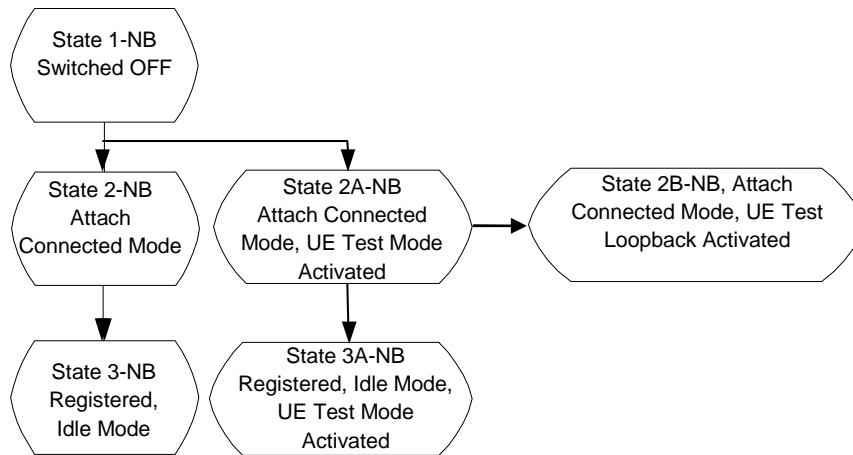 State 1-NB
Switched OFF
State 2-NB
Attach
Connected Mode
State 2A-NB
Attach Connected
Mode, UE Test Mode
Activated
State 2B-NB, Attach
Connected Mode, UE Test
Loopback Activated
State 3-NB
Registered,
Idle Mode
State 3A-NB
Registered, Idle Mode,
UE Test Mode
Activated